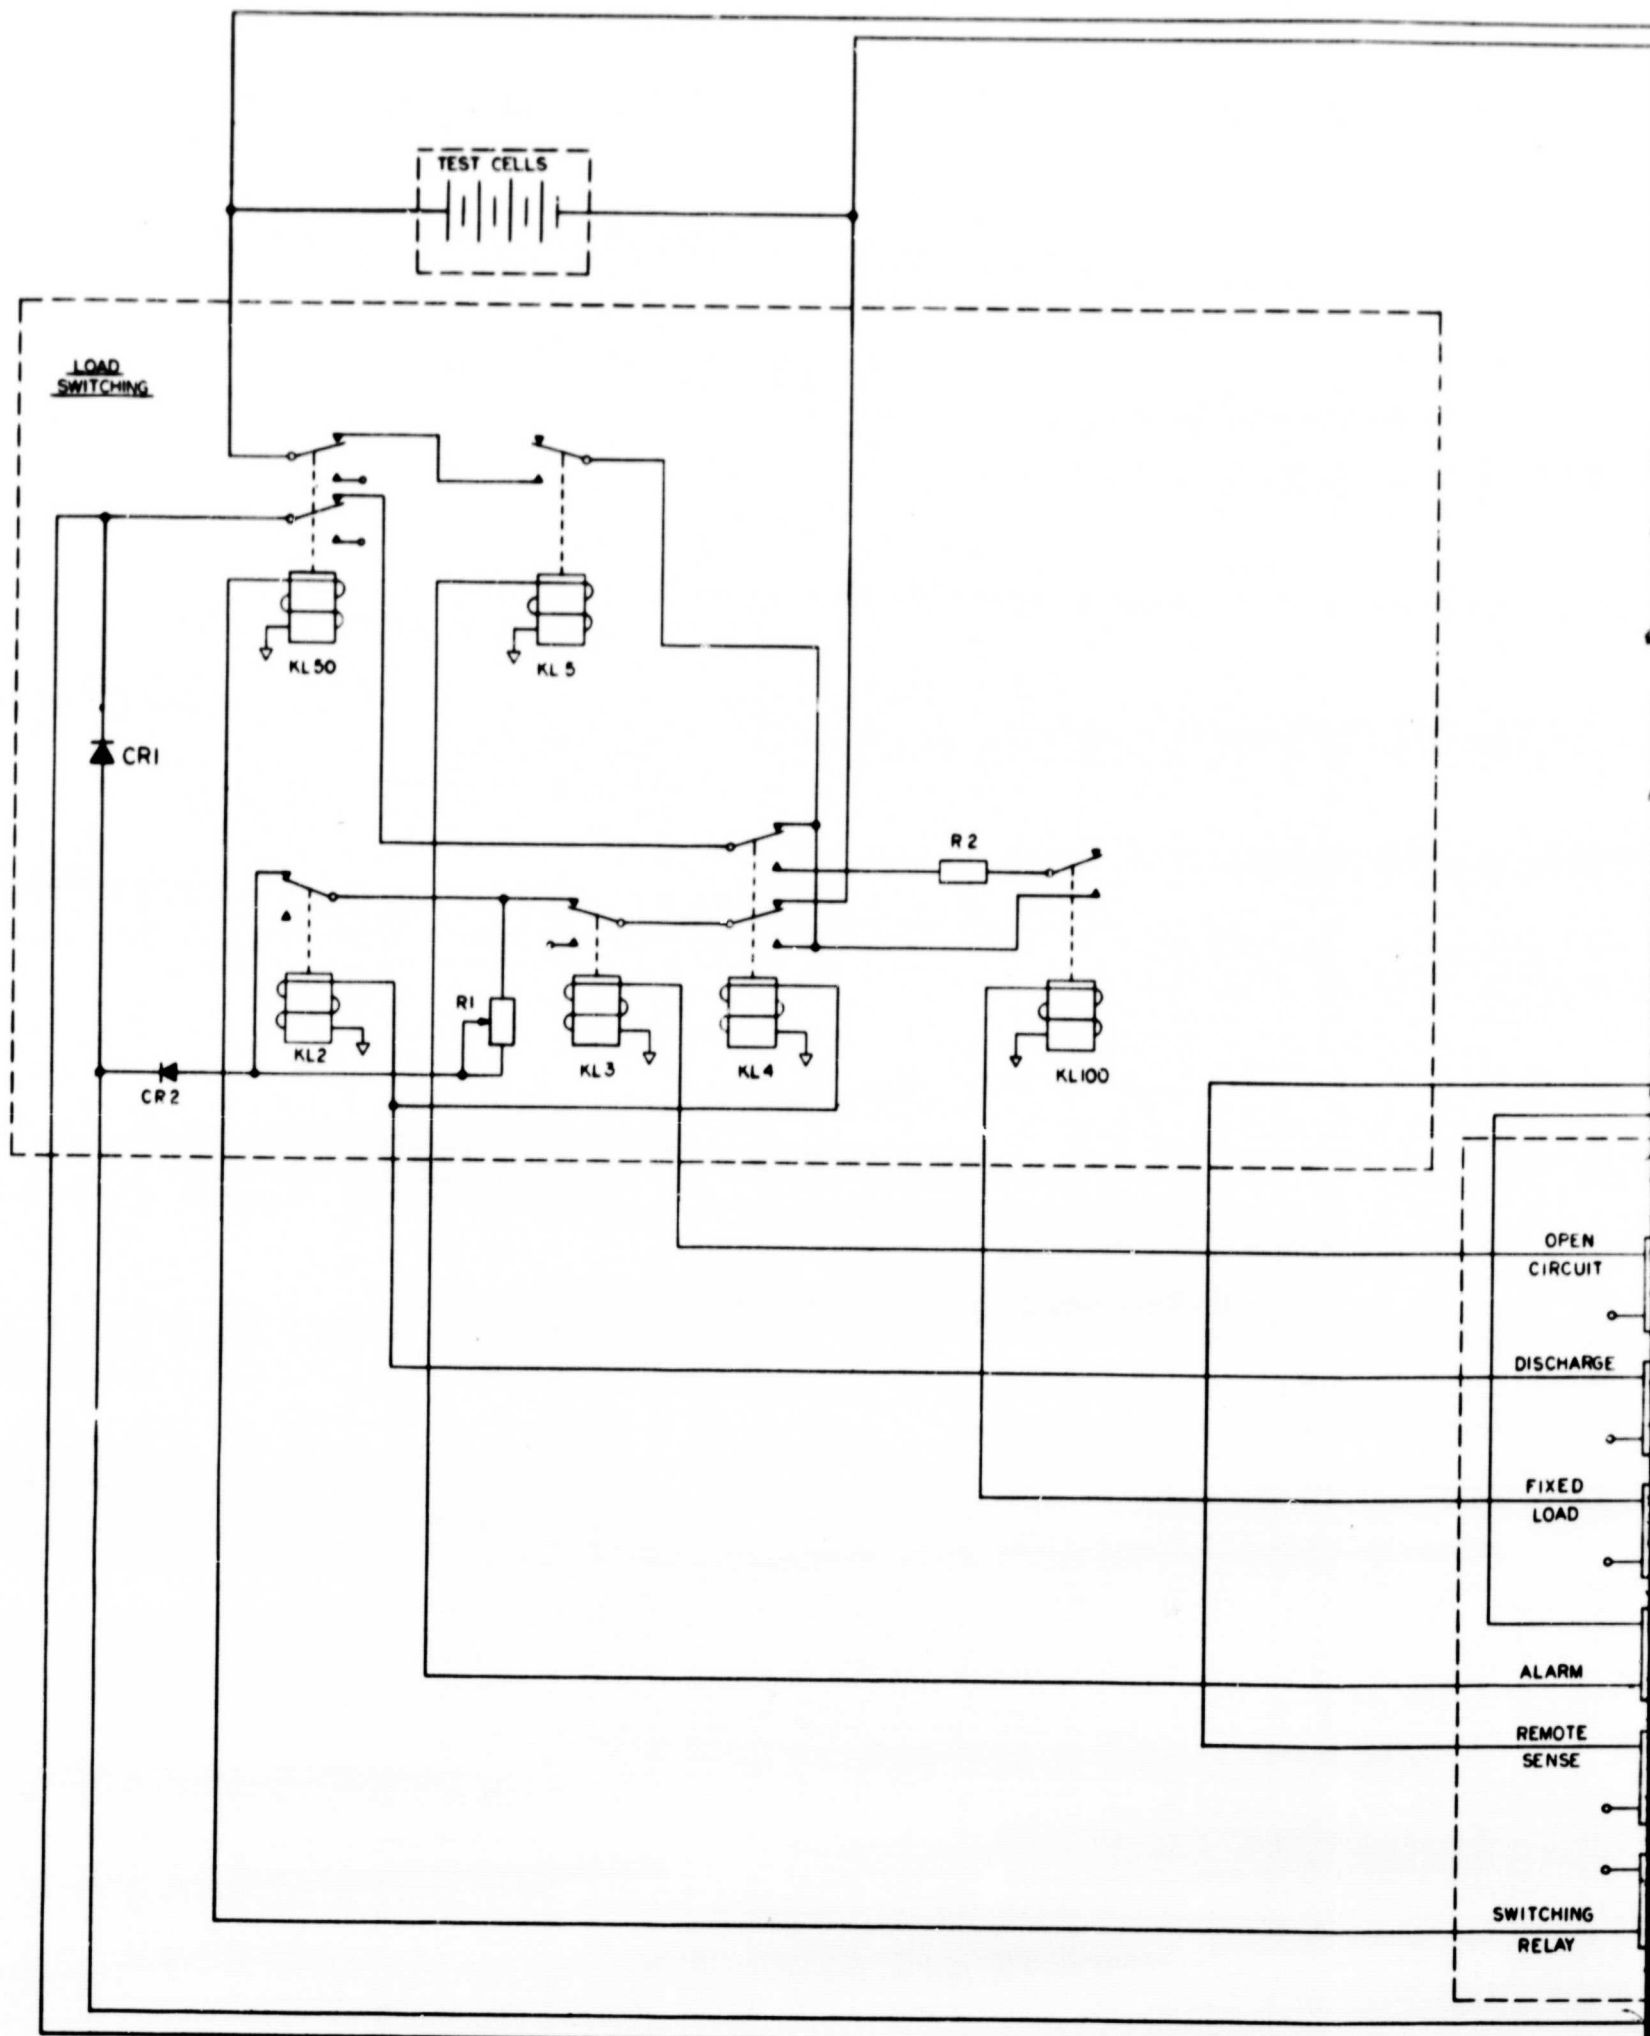 TEST CELLS
LOAD
SWITCHING
KL50
KL5
CR1
R2
R1
KL2
KL3
KL4
KL100
CR2
OPEN
CIRCUIT
DISCHARGE
FIXED
LOAD
ALARM
REMOTE
SENSE
SWITCHING
RELAY